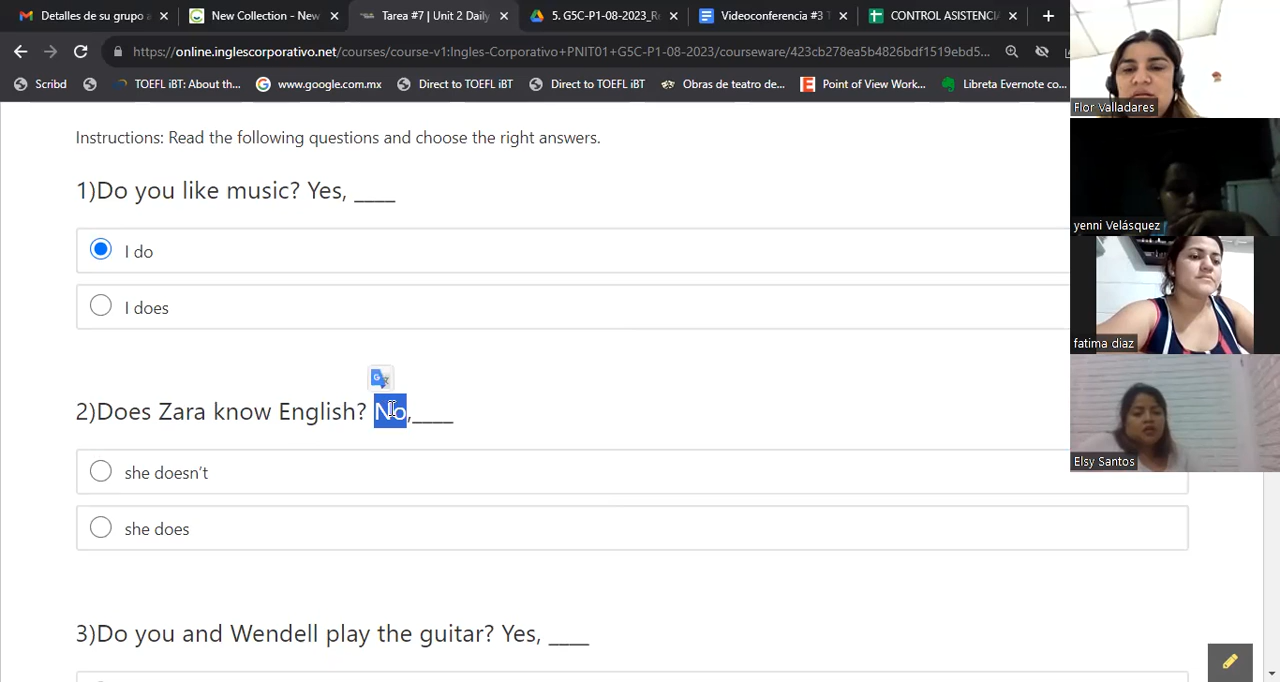 Detalles de su grupo a
New Collection - New
Tarea #7 | Unit 2 Daily
5. G5C-P1-08-2023_R
Videoconferencia #3 T
CONTROL ASISTENCI
https://online.inglescorporativo.net/courses/course-v1:Ingles-Corporativo+PNIT01+G5C-P1-08-2023/courseware/423cb278ea5b4826bdf1519ebd5...
Scribd
TOEFL iBT: About th...
www.google.com.mx
Direct to TOEFL iBT
Direct to TOEFL iBT
Obras de teatro de...
Point of View Work...
Libreta Evernote co...
Flor Valladares
yenni Velásquez
fatima diaz
Elsy Santos
Instructions: Read the following questions and choose the right answers.
1)Do you like music? Yes, ____
I do
I does
2)Does Zara know English? No,____
she doesn't
she does
3)Do you and Wendell play the guitar? Yes, ____